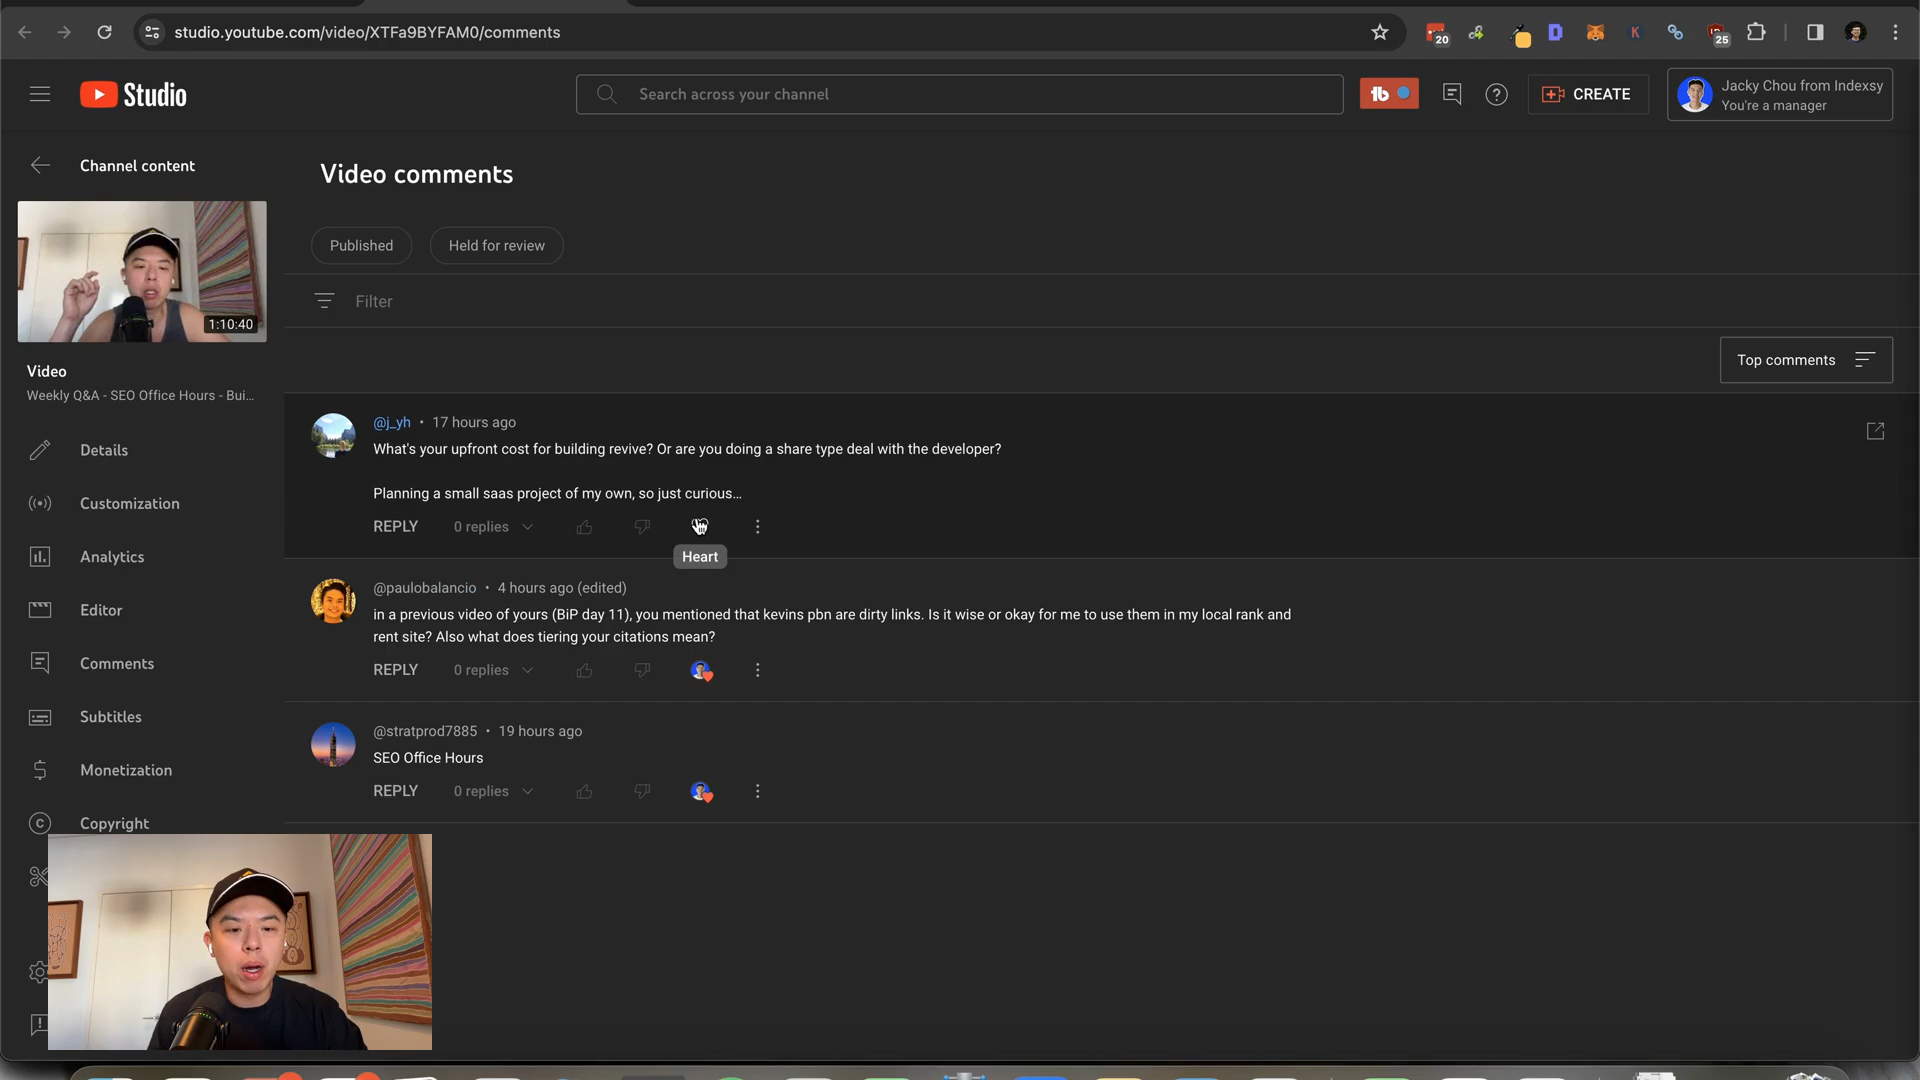 studio.youtube.com/video/XTFa9BYFAM0/comments
20
D
K
25
Studio
Search across your channel
tb
CREATE
Jacky Chou from Indexsy
You're a manager
Channel content
Video comments
Published
Held for review
1:10:40
Filter
Video
Weekly Q&A - SEO Office Hours - Bui...
Top comments
@j_yh • 17 hours ago
What's your upfront cost for building revive? Or are you doing a share type deal with the developer?
Planning a small saas project of my own, so just curious...
REPLY 0 replies
Heart
@paulobalancio • 4 hours ago (edited)
in a previous video of yours (BiP day 11), you mentioned that kevins pbn are dirty links. Is it wise or okay for me to use them in my local rank and
rent site? Also what does tiering your citations mean?
REPLY 0 replies
@stratprod7885 • 19 hours ago
SEO Office Hours
REPLY 0 replies
Details
Customization
Analytics
Editor
Comments
Subtitles
Monetization
Copyright